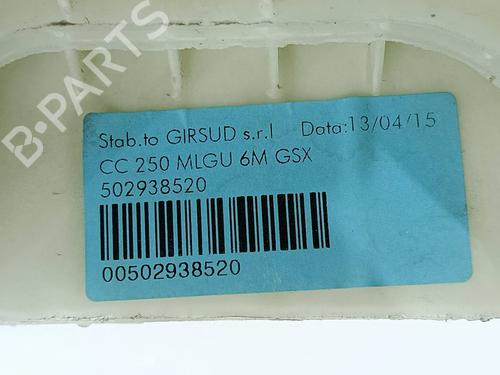 B-PARTS
Stab.to GIRSUD s.r.l Data:13/04/15
CC 250 MLGU 6M GSX
502938520
00502938520